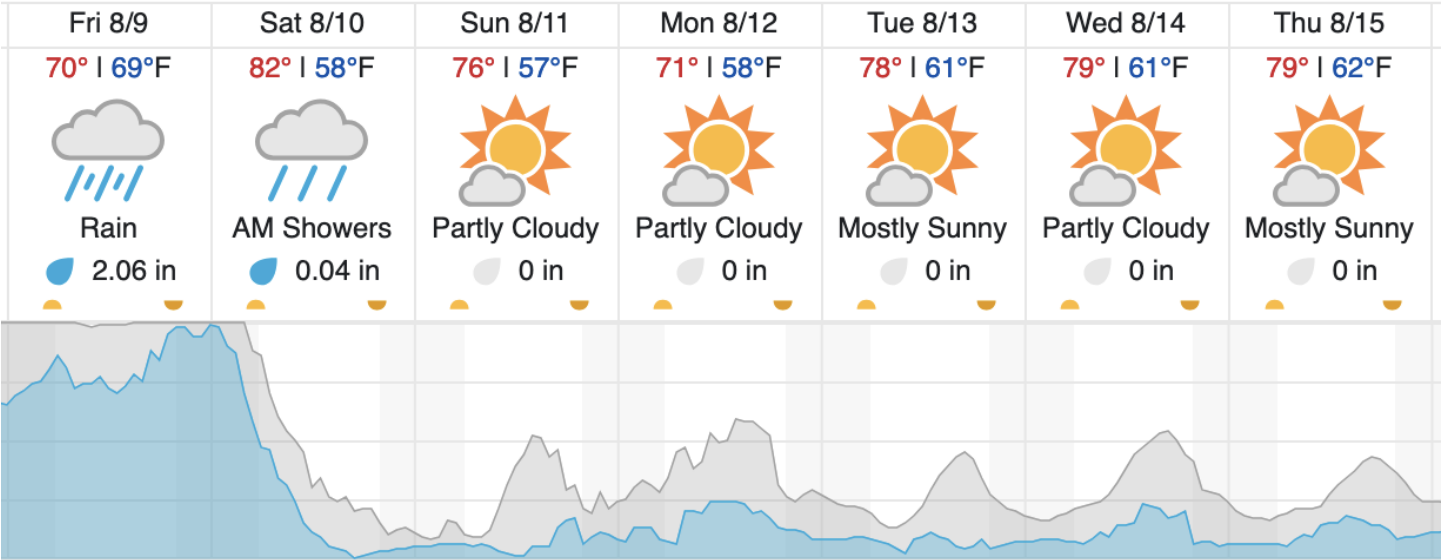 Fri 8/9 Sat 8/10 Sun 8/11 Mon 8/12 Tue 8/13 Wed 8/14 Thu 8/15
70° | 69°F 82° | 58°F 76° | 57°F 71° | 58°F 78° | 61°F 79° | 61°F 79° | 62°F
Rain AM Showers Partly Cloudy Partly Cloudy Mostly Sunny Partly Cloudy Mostly Sunny
2.06 in 0.04 in 0 in 0 in 0 in 0 in 0 in